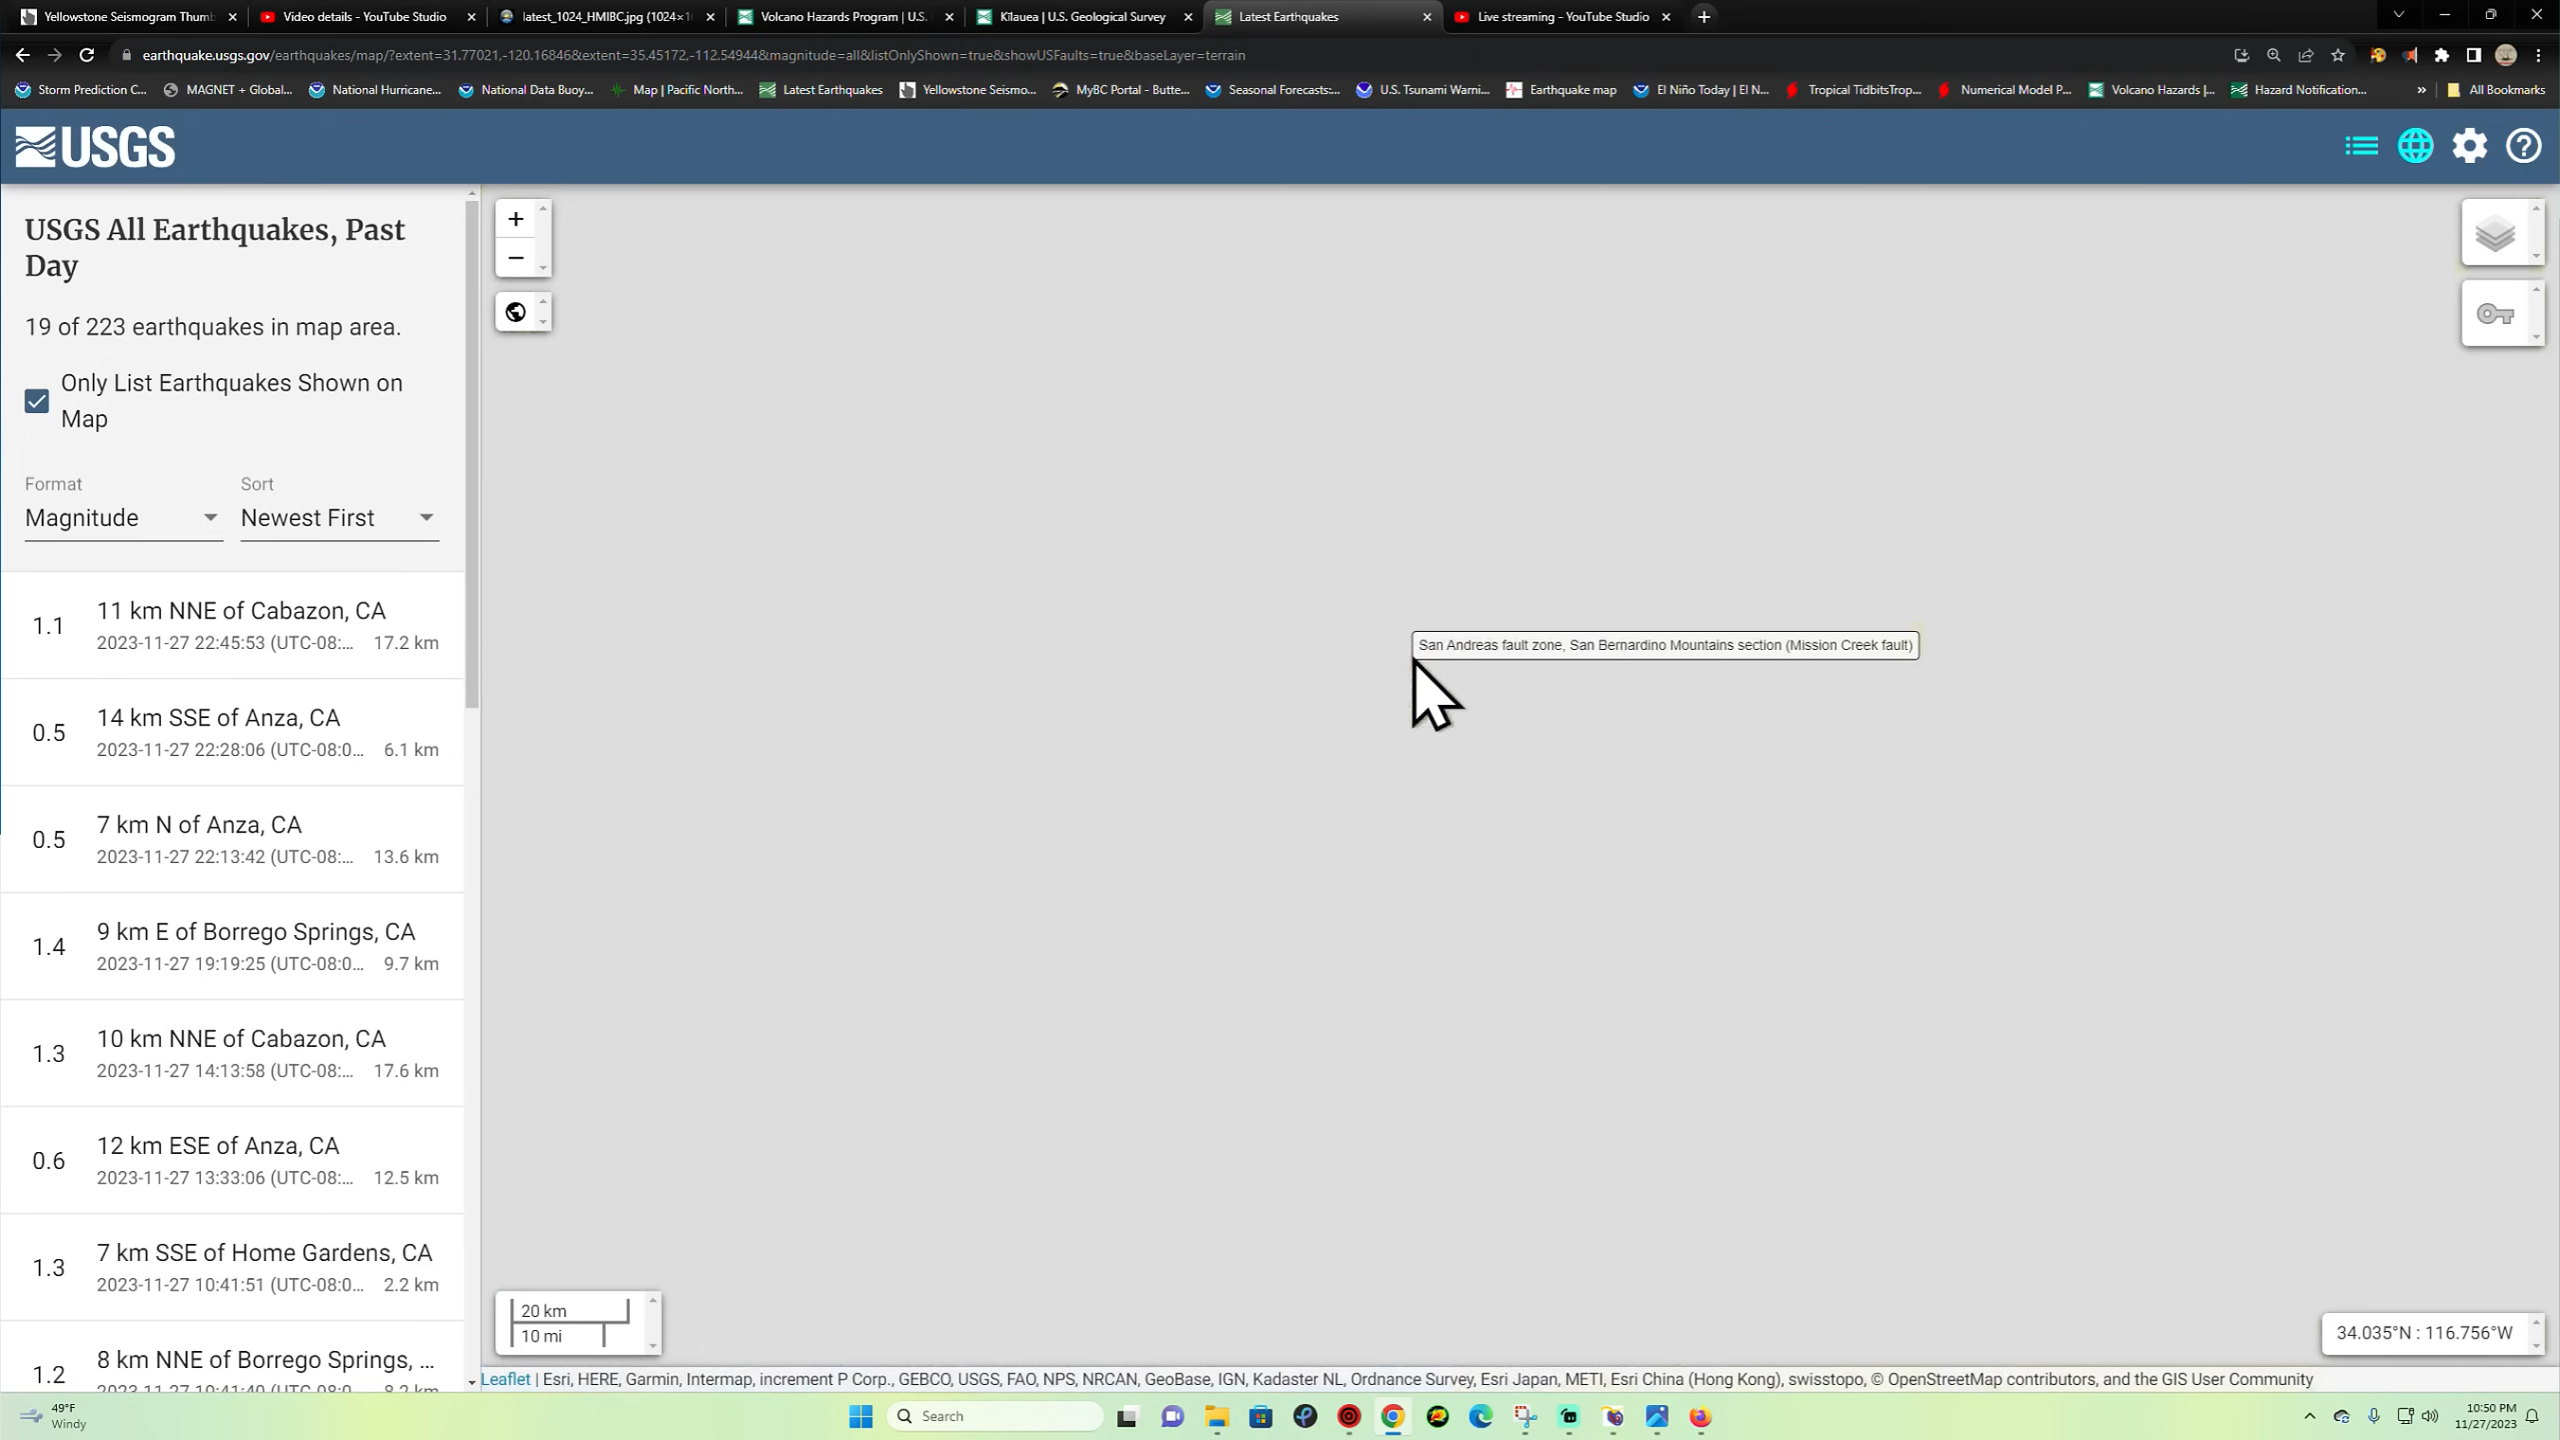 Yellowstone Seismogram Thumb
Video details - YouTube Studio
latest_1024_HMIBC.jpg (1024×1
Volcano Hazards Program | U.S.
Kīlauea | U.S. Geological Survey
Latest Earthquakes
Live streaming - YouTube Studio
earthquake.usgs.gov/earthquakes/map/?extent=31.77021,-120.16846&extent=35.45172,-112.54944&magnitude=all&listOnlyShown=true&showUSFaults=true&baseLayer=terrain
Storm Prediction C...
MAGNET + Global...
National Hurricane...
National Data Buoy...
Map | Pacific North...
Latest Earthquakes
Yellowstone Seismo...
MyBC Portal - Butte...
Seasonal Forecasts:...
U.S. Tsunami Warni...
Earthquake map
El Niño Today | El N...
Tropical TidbitsTrop...
Numerical Model P...
Volcano Hazards |...
Hazard Notification...
»
All Bookmarks
USGS
USGS All Earthquakes, Past
Day
19 of 223 earthquakes in map area.
Only List Earthquakes Shown on
Map
Format
Sort
Magnitude
Newest First
1.1
11 km NNE of Cabazon, CA
2023-11-27 22:45:53 (UTC-08:...
17.2 km
0.5
14 km SSE of Anza, CA
2023-11-27 22:28:06 (UTC-08:0...
6.1 km
0.5
7 km N of Anza, CA
2023-11-27 22:13:42 (UTC-08:...
13.6 km
1.4
9 km E of Borrego Springs, CA
2023-11-27 19:19:25 (UTC-08:0...
9.7 km
1.3
10 km NNE of Cabazon, CA
2023-11-27 14:13:58 (UTC-08:...
17.6 km
0.6
12 km ESE of Anza, CA
2023-11-27 13:33:06 (UTC-08:...
12.5 km
1.3
7 km SSE of Home Gardens, CA
2023-11-27 10:41:51 (UTC-08:0...
2.2 km
1.2
8 km NNE of Borrego Springs, ...
2023-11-27 10:41:40 (UTC-08:0...
8.2 km
+
−
San Andreas fault zone, San Bernardino Mountains section (Mission Creek fault)
20 km
10 mi
34.035°N : 116.756°W
Leaflet | Esri, HERE, Garmin, Intermap, increment P Corp., GEBCO, USGS, FAO, NPS, NRCAN, GeoBase, IGN, Kadaster NL, Ordnance Survey, Esri Japan, METI, Esri China (Hong Kong), swisstopo, © OpenStreetMap contributors, and the GIS User Community
49°F
Windy
Search
10:50 PM
11/27/2023